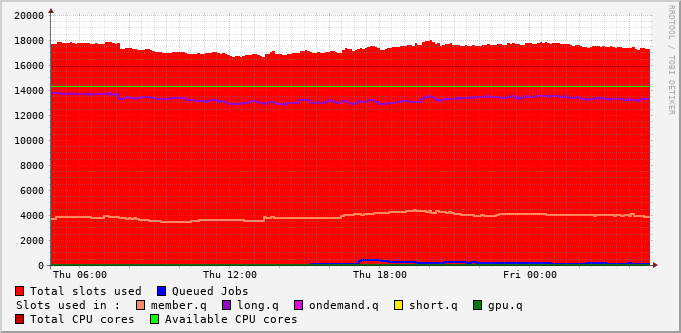 20000
18000
16000
14000
12000
10000
8000
6000
4000
2000
0
Thu 06:00 Thu 12:00 Thu 18:00 Fri 00:00
RRDTOOL / TOBI OETIKER
Total slots used Queued Jobs
Slots used in : member.q long.q ondemand.q short.q gpu.q
Total CPU cores Available CPU cores